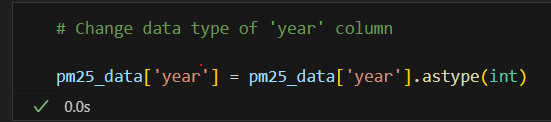 # Change data type of 'year' column
pm25_data['year'] = pm25_data['year'].astype(int)
0.0s